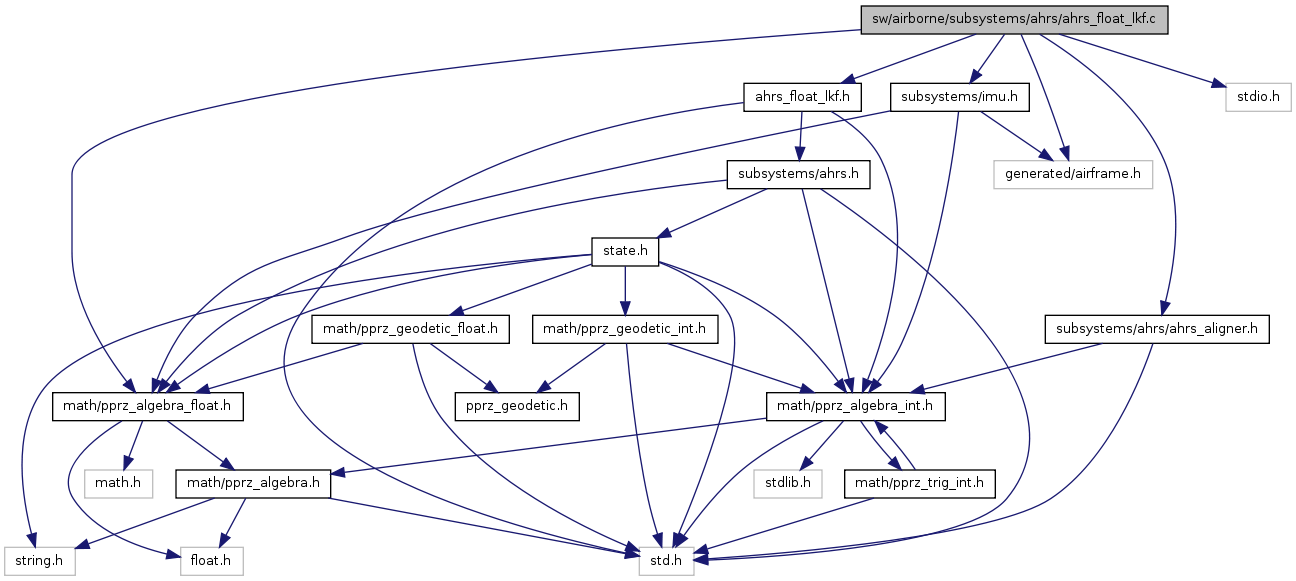 sw/airborne/subsystems/ahrs/ahrs_float_lkf.c
ahrs_float_lkf.h
subsystems/imu.h
stdio.h
subsystems/ahrs.h
generated/airframe.h
state.h
math/pprz_geodetic_float.h
math/pprz_geodetic_int.h
subsystems/ahrs/ahrs_aligner.h
math/pprz_algebra_float.h
pprz_geodetic.h
math/pprz_algebra_int.h
math.h
math/pprz_algebra.h
stdlib.h
math/pprz_trig_int.h
string.h
float.h
std.h